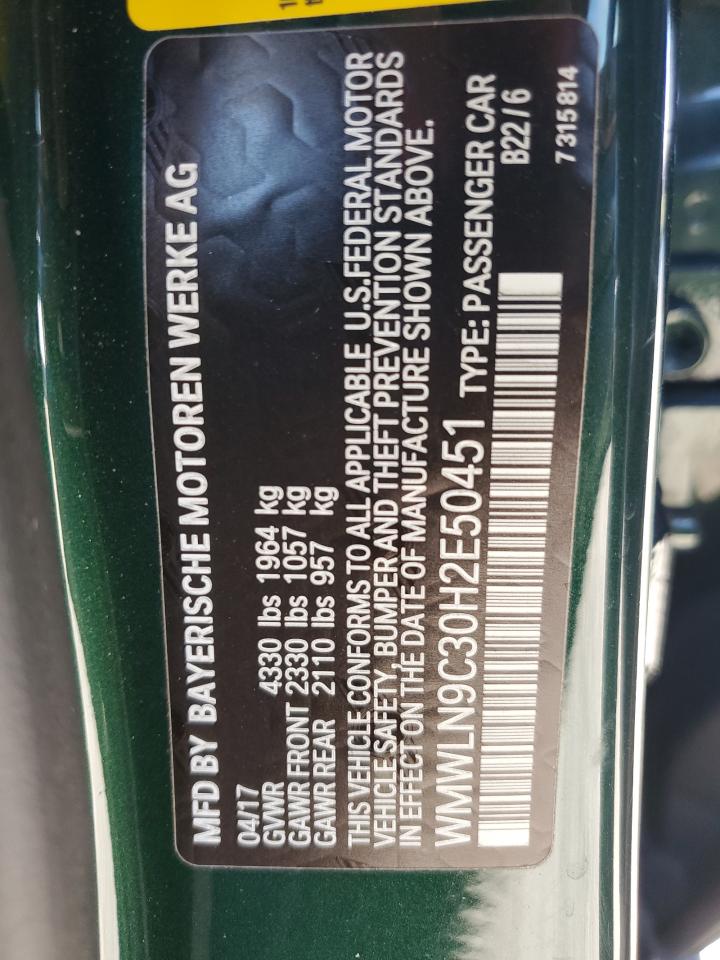 MFD BY BAYERISCHE MOTOREN WERKE AG
04/17
GVWR 4330 lbs 1964 kg
GAWR FRONT 2330 lbs 1057 kg
GAWR REAR 2110 lbs 957 kg
THIS VEHICLE CONFORMS TO ALL APPLICABLE U.S.FEDERAL MOTOR
VEHICLE SAFETY, BUMPER AND THEFT PREVENTION STANDARDS
IN EFFECT ON THE DATE OF MANUFACTURE SHOWN ABOVE.
WMWLN9C30H2E50451 TYPE: PASSENGER CAR
B22/6
7 315 814